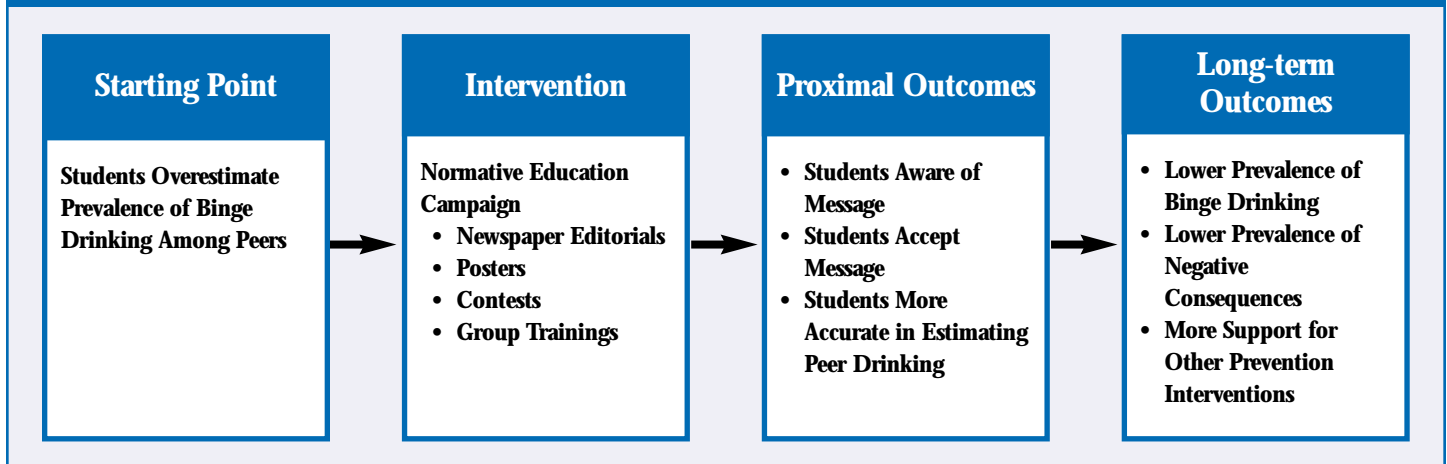 Starting Point
Students Overestimate
Prevalence of Binge
Drinking Among Peers
Intervention
Normative Education
Campaign
• Newspaper Editorials
• Posters
• Contests
• Group Trainings
Proximal Outcomes
• Students Aware of
Message
• Students Accept
Message
• Students More
Accurate in Estimating
Peer Drinking
Long-term
Outcomes
• Lower Prevalence of
Binge Drinking
• Lower Prevalence of
Negative
Consequences
• More Support for
Other Prevention
Interventions